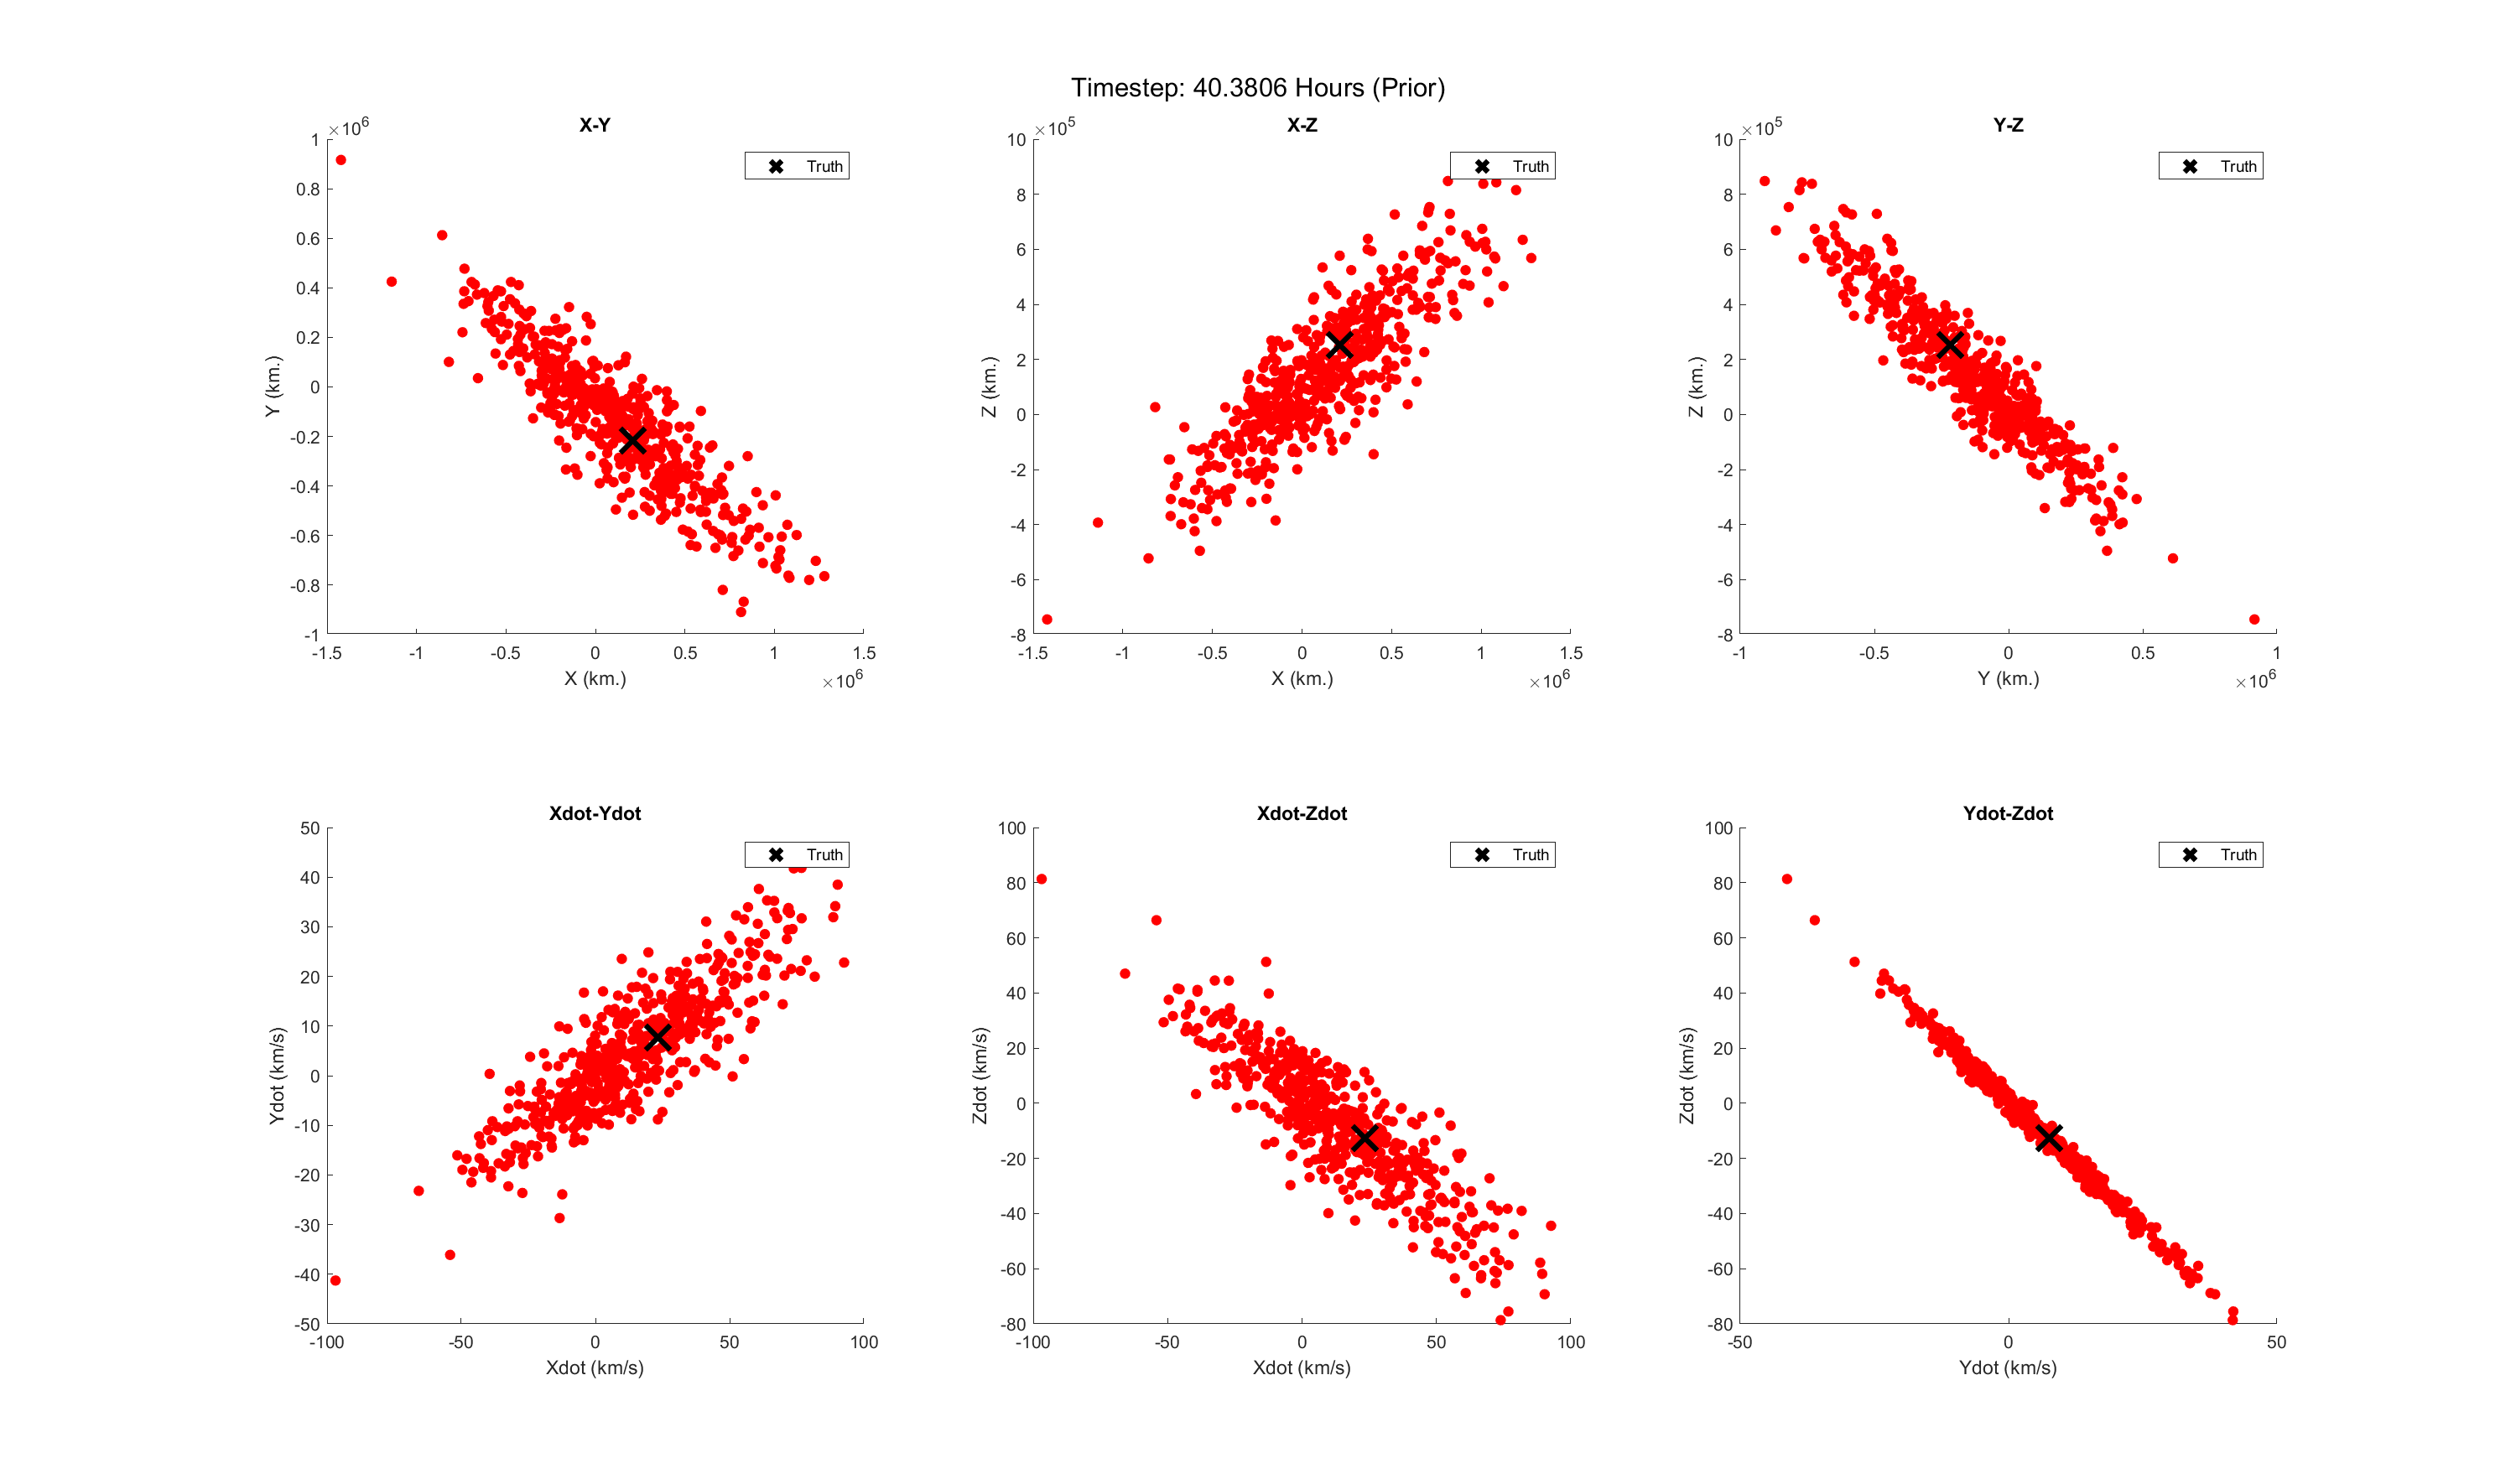 Timestep: 40.3806 Hours (Prior)
X-Y
×10^6
Truth
1
0.8
0.6
0.4
0.2
0
-0.2
-0.4
-0.6
-0.8
-1
Y (km.)
-1.5 -1 -0.5 0 0.5 1 1.5
X (km.)
×10^6
X-Z
×10^5
Truth
10
8
6
4
2
0
-2
-4
-6
-8
Z (km.)
-1.5 -1 -0.5 0 0.5 1 1.5
X (km.)
×10^6
Y-Z
×10^5
Truth
10
8
6
4
2
0
-2
-4
-6
-8
Z (km.)
-1 -0.5 0 0.5 1
Y (km.)
×10^6
Xdot-Ydot
Truth
50
40
30
20
10
0
-10
-20
-30
-40
-50
Ydot (km/s)
-100 -50 0 50 100
Xdot (km/s)
Xdot-Zdot
Truth
100
80
60
40
20
0
-20
-40
-60
-80
Zdot (km/s)
-100 -50 0 50 100
Xdot (km/s)
Ydot-Zdot
Truth
100
80
60
40
20
0
-20
-40
-60
-80
Zdot (km/s)
-50 0 50
Ydot (km/s)